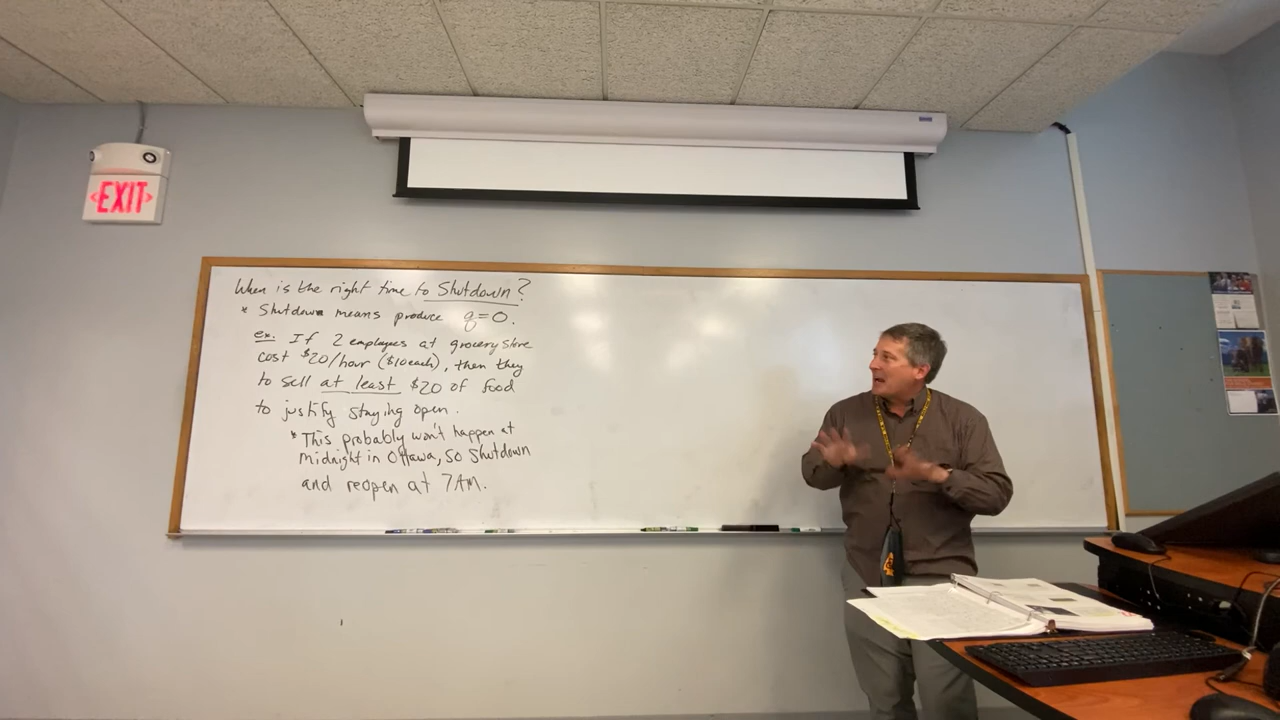 EXIT
When is the right time to Shutdown?
* Shutdown means produce q=0.
ex. If 2 employees at grocery store
cost $20/hour ($10 each), then they
to sell at least $20 of food
to justify staying open.
* This probably won't happen at
midnight in Ottawa, so Shutdown
and reopen at 7AM.